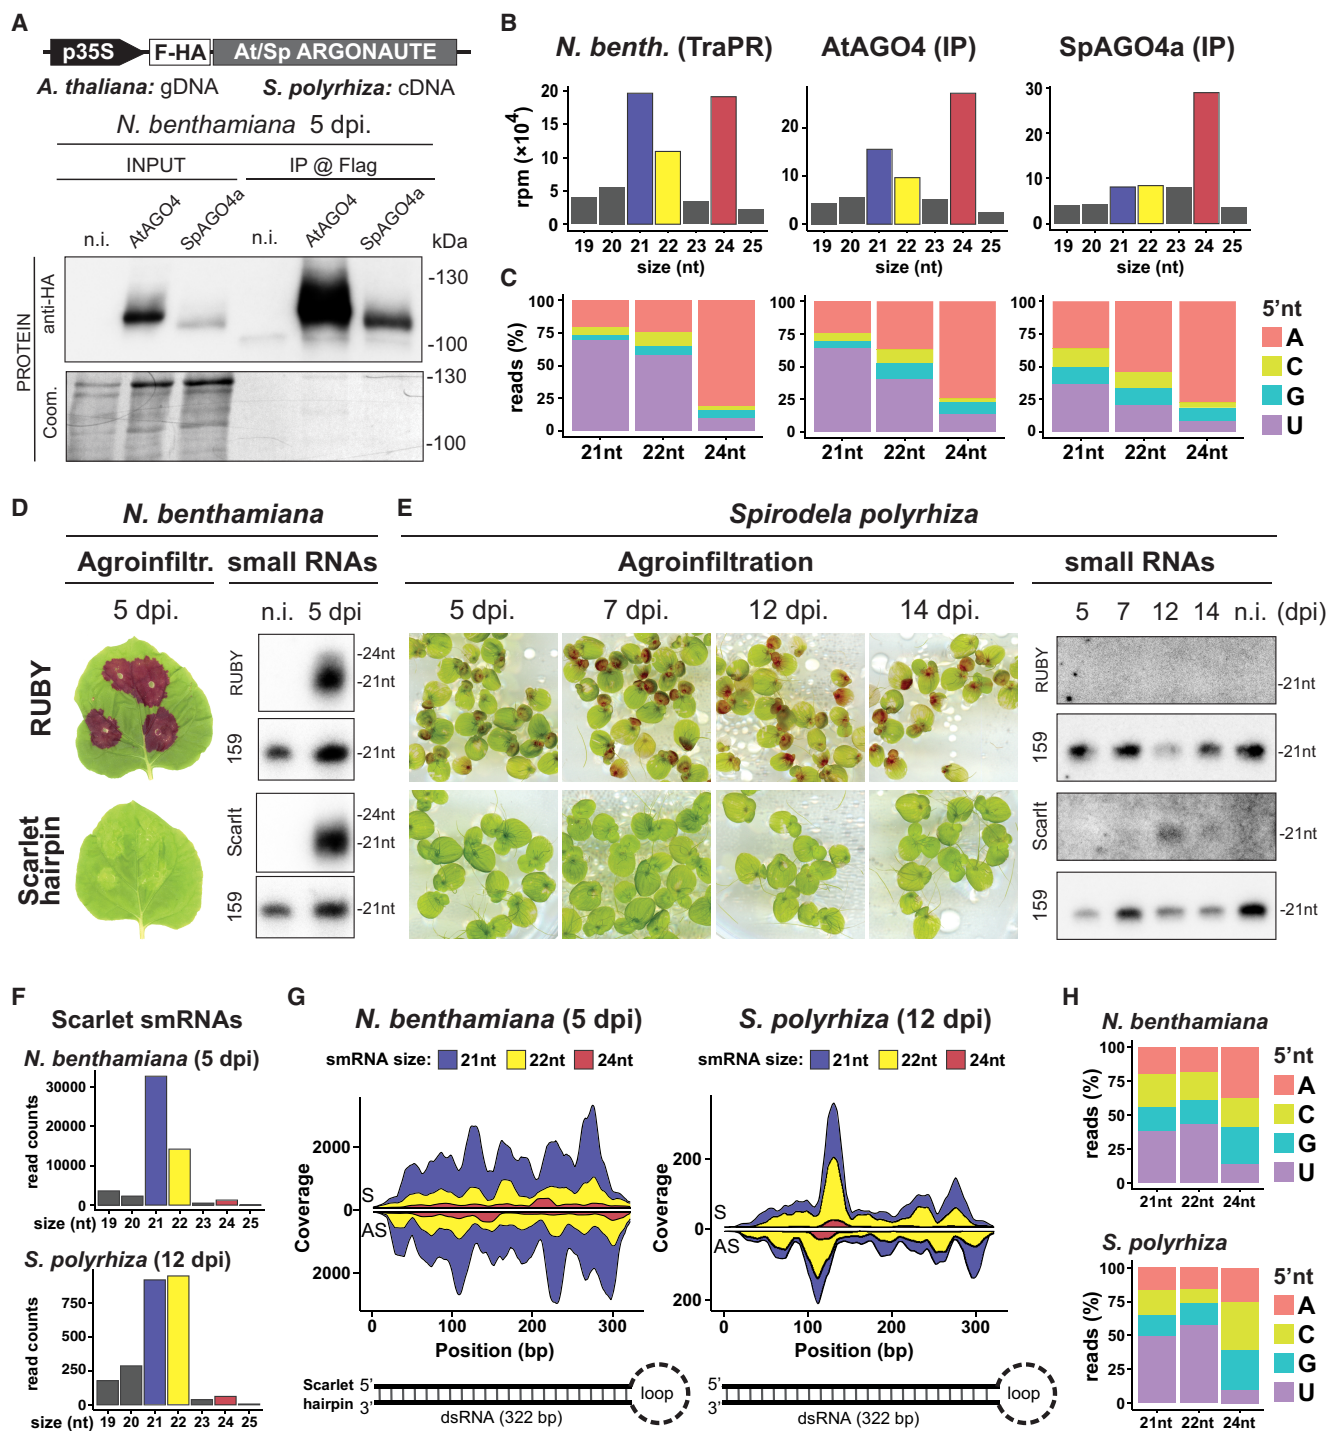 A
p35S F-HA At/Sp ARGONAUTE
A. thaliana: gDNA S. polyrhiza: cDNA
N. benthamiana 5 dpi.
INPUT IP @ Flag
n.i. AtAGO4 SpAGO4a n.i. AtAGO4 SpAGO4a kDa
PROTEIN
anti-HA
-130
-100
Coom.
-130
-100
B
N. benth. (TraPR) AtAGO4 (IP) SpAGO4a (IP)
rpm (×10⁴)
20
15
10
5
0
19 20 21 22 23 24 25
size (nt)
20
10
0
19 20 21 22 23 24 25
size (nt)
30
20
10
0
19 20 21 22 23 24 25
size (nt)
C
reads (%)
100
75
50
25
0
21nt 22nt 24nt
100
75
50
25
0
21nt 22nt 24nt
100
75
50
25
0
21nt 22nt 24nt
5'nt
A
C
G
U
D
N. benthamiana
Agroinfiltr. small RNAs
5 dpi. n.i. 5 dpi
RUBY
RUBY
-24nt
-21nt
159
-21nt
Scarlet hairpin
Scarlt
-24nt
-21nt
159
-21nt
E
Spirodela polyrhiza
Agroinfiltration small RNAs
5 dpi. 7 dpi. 12 dpi. 14 dpi. 5 7 12 14 n.i. (dpi)
RUBY
-21nt
159
-21nt
Scarlt
-21nt
159
-21nt
F
Scarlet smRNAs
N. benthamiana (5 dpi)
read counts
30000
20000
10000
0
size (nt) 19 20 21 22 23 24 25
S. polyrhiza (12 dpi)
read counts
750
500
250
0
size (nt) 19 20 21 22 23 24 25
G
N. benthamiana (5 dpi)
smRNA size: 21nt 22nt 24nt
Coverage
2000
0
2000
S
AS
0 100 200 300
Position (bp)
Scarlet hairpin
5'
3'
loop
dsRNA (322 bp)
S. polyrhiza (12 dpi)
smRNA size: 21nt 22nt 24nt
Coverage
200
0
200
S
AS
0 100 200 300
Position (bp)
5'
3'
loop
dsRNA (322 bp)
H
N. benthamiana
reads (%)
100
75
50
25
0
21nt 22nt 24nt
5'nt
A
C
G
U
S. polyrhiza
reads (%)
100
75
50
25
0
21nt 22nt 24nt
5'nt
A
C
G
U